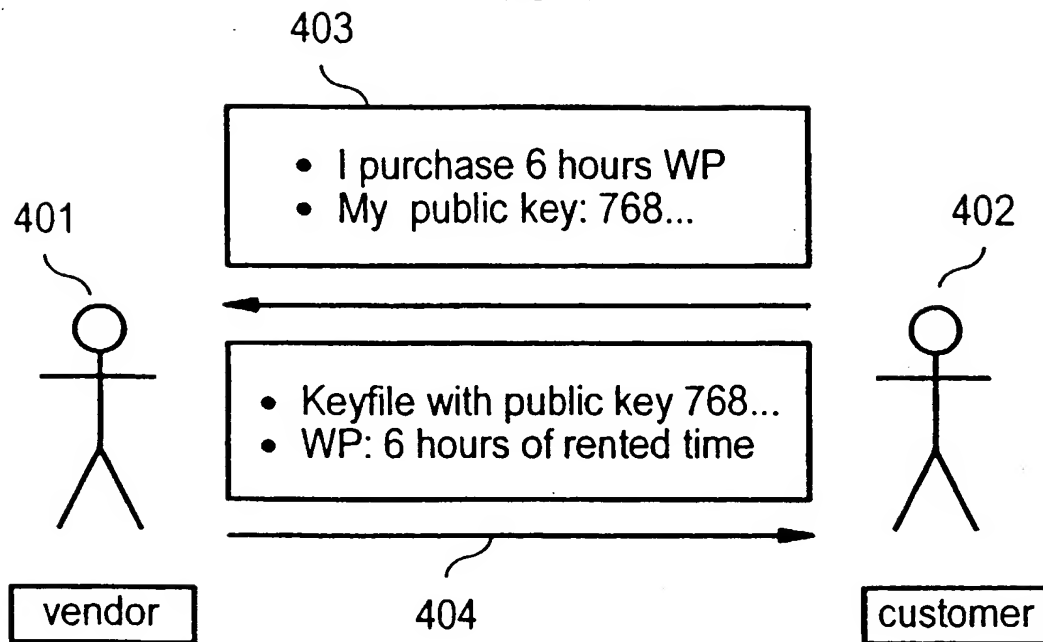 403
• I purchase 6 hours WP
• My public key: 768...
401
402
• Keyfile with public key 768...
• WP: 6 hours of rented time
vendor
404
customer